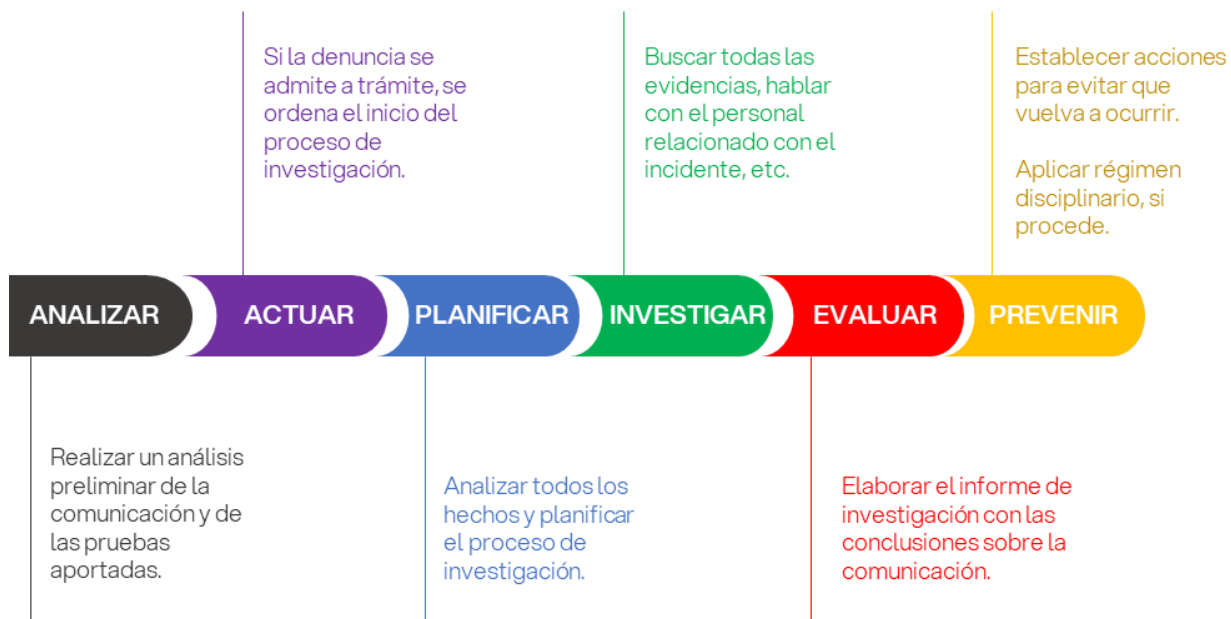 Si la denuncia se
admite a trámite, se
ordena el inicio del
proceso de
investigación.
Buscar todas las
evidencias, hablar
con el personal
relacionado con el
incidente, etc.
Establecer acciones
para evitar que
vuelva a ocurrir.
Aplicar régimen
disciplinario, si
procede.
ANALIZAR
ACTUAR
PLANIFICAR
INVESTIGAR
EVALUAR
PREVENIR
Realizar un análisis
preliminar de la
comunicación y de
las pruebas
aportadas.
Analizar todos los
hechos y planificar
el proceso de
investigación.
Elaborar el informe de
investigación con las
conclusiones sobre la
comunicación.